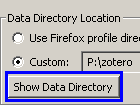 Data Directory Location
Use Firefox profile direc
Custom: P:\zotero
Show Data Directory